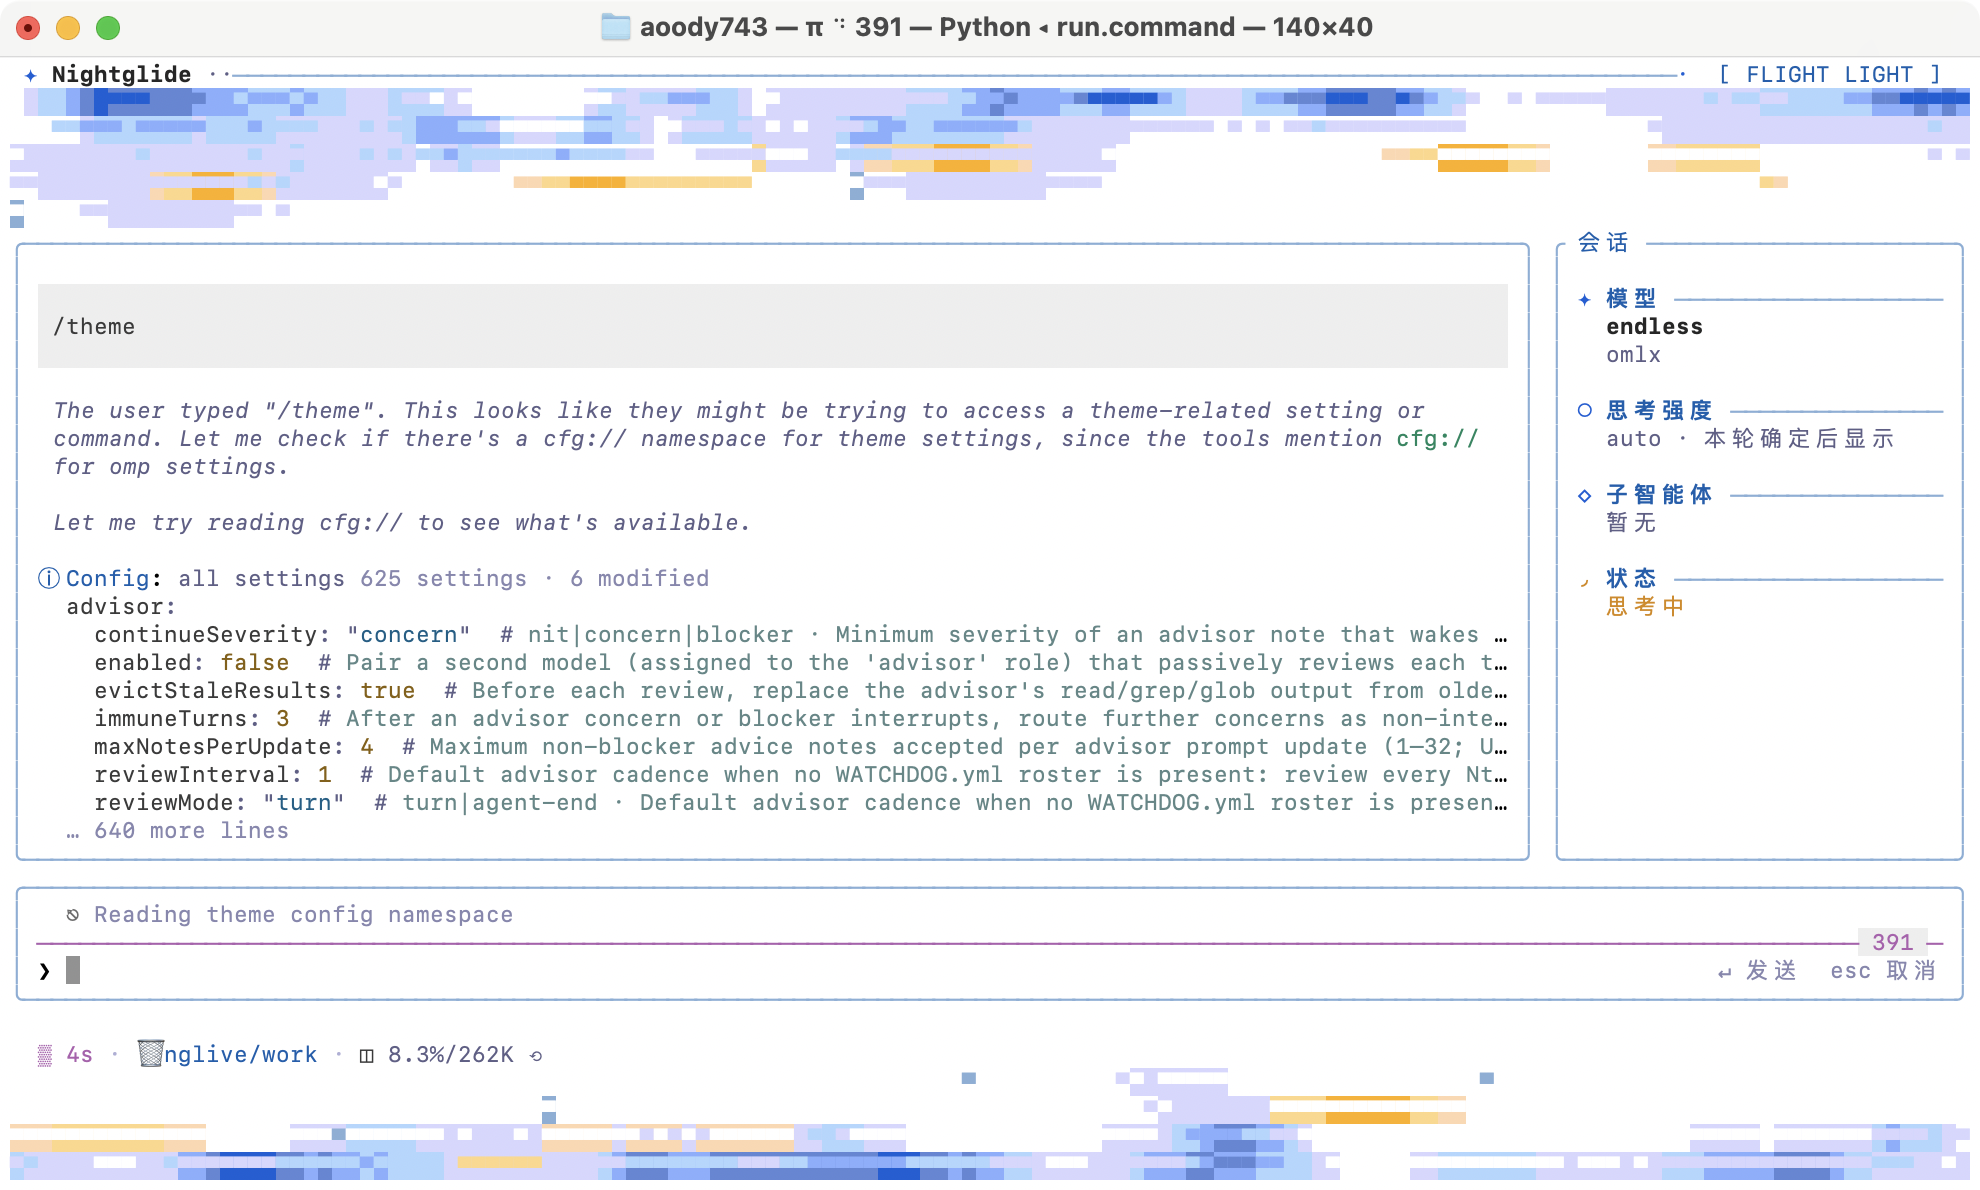 aoody743 — π ⠙ 391 — Python ◂ run.command — 140×40
✦ Nightglide ·· [ FLIGHT LIGHT ]
/theme
The user typed "/theme". This looks like they might be trying to access a theme-related setting or
command. Let me check if there's a cfg:// namespace for theme settings, since the tools mention cfg://
for omp settings.
Let me try reading cfg:// to see what's available.
ⓘ Config: all settings 625 settings · 6 modified
advisor:
continueSeverity: "concern"  # nit|concern|blocker · Minimum severity of an advisor note that wakes …
enabled: false  # Pair a second model (assigned to the 'advisor' role) that passively reviews each t…
evictStaleResults: true  # Before each review, replace the advisor's read/grep/glob output from olde…
immuneTurns: 3  # After an advisor concern or blocker interrupts, route further concerns as non-inte…
maxNotesPerUpdate: 4  # Maximum non-blocker advice notes accepted per advisor prompt update (1–32; U…
reviewInterval: 1  # Default advisor cadence when no WATCHDOG.yml roster is present: review every Nt…
reviewMode: "turn"  # turn|agent-end · Default advisor cadence when no WATCHDOG.yml roster is presen…
… 640 more lines
会话
✦ 模型
endless
omlx
○ 思考强度
auto · 本轮确定后显示
◇ 子智能体
暂无
状态
思考中
Reading theme config namespace
391
❯
↵ 发送  esc 取消
4s · 🗑nglive/work · ◫ 8.3%/262K ⟲